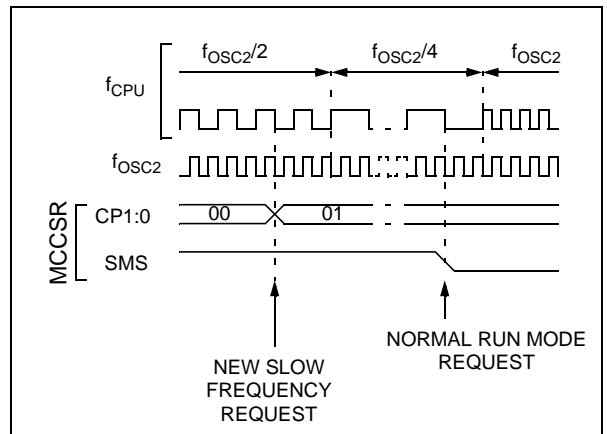 fOSC2/2 fOSC2/4 fOSC2
fCPU
fOSC2
MCCSR
CP1:0 00 01
SMS
NEW SLOW
FREQUENCY
REQUEST
NORMAL RUN MODE
REQUEST